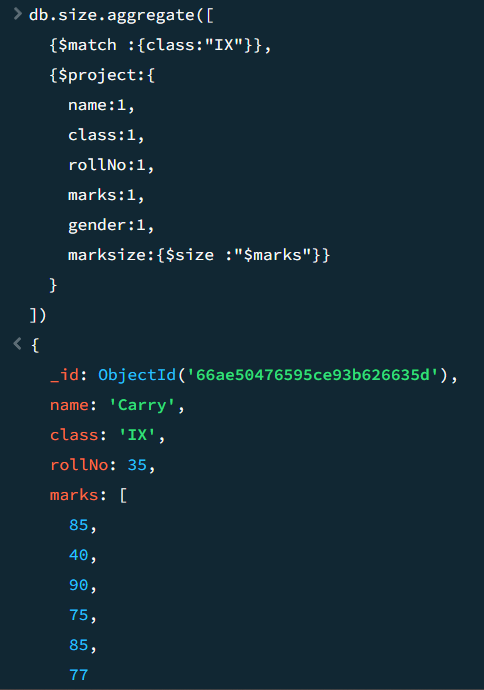 > db.size.aggregate([
{$match :{class:"IX"}},
{$project:{
name:1,
class:1,
rollNo:1,
marks:1,
gender:1,
marksize:{$size :"$marks"}}
}
])
< {
_id: ObjectId('66ae50476595ce93b626635d'),
name: 'Carry',
class: 'IX',
rollNo: 35,
marks: [
85,
40,
90,
75,
85,
77